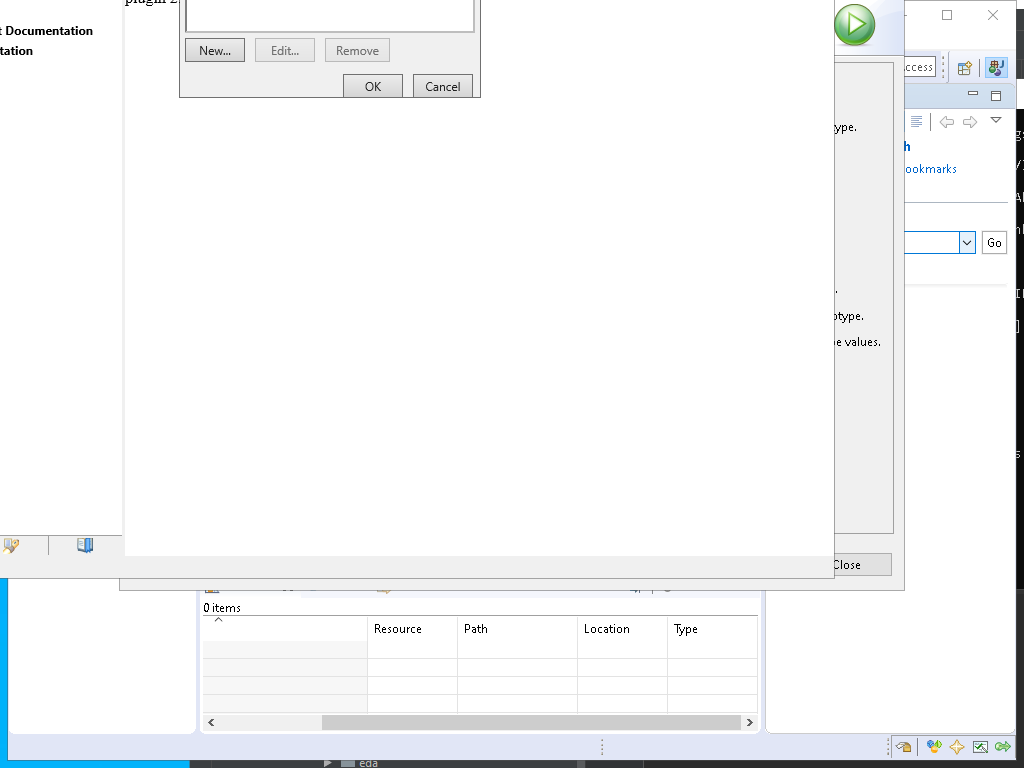 plugin 2
t Documentation
tation
New...
Edit...
Remove
OK
Cancel
ccess
ype.
h
ookmarks
Go
otype.
e values.
Close
0 items
Resource
Path
Location
Type
eda